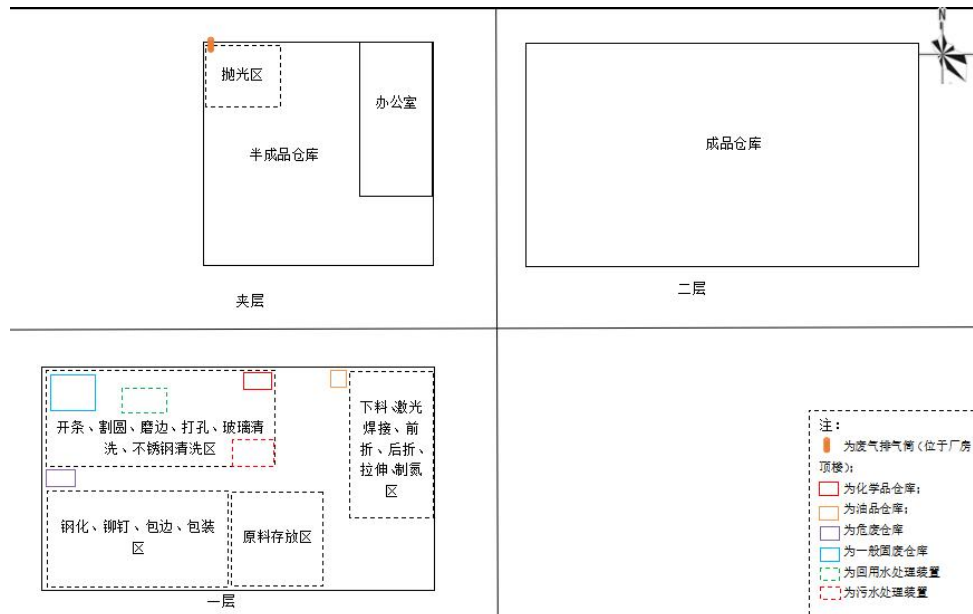 N
抛光区
办公室
半成品仓库
夹层
成品仓库
二层
开条、割圆、磨边、打孔、玻璃清
洗、不锈钢清洗区
下料、激光
焊接、前
折、后折、
拉伸、制氮
区
钢化、铆钉、包边、包装
区
原料存放区
一层
注：
为废气排气筒（位于厂房
项楼）；
为化学品仓库；
为油品仓库；
为危废仓库
为一般固废仓库
为回用水处理装置
为污水处理装置